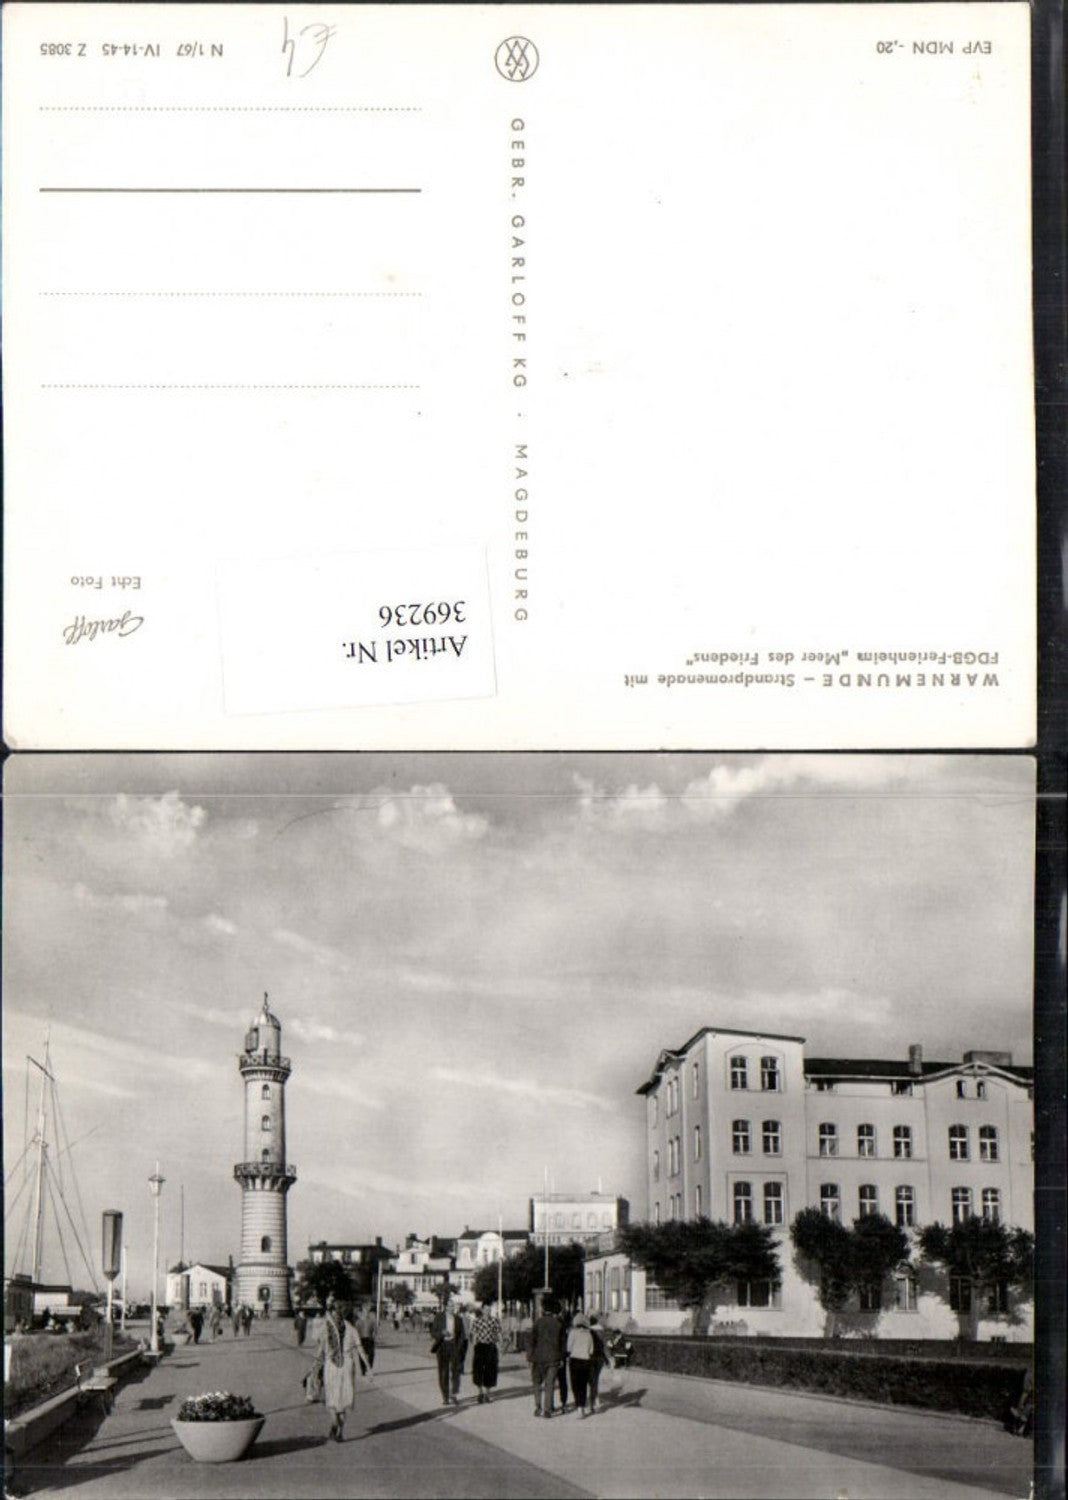 WARNEMÜNDE – Strandpromenade mit
FDGB-Ferienheim „Meer des Friedens"
GEBR. GARLOFF KG · MAGDEBURG
Artikel Nr.
369236
Garloff
Echt Foto
EVP MDN -,20
N 1/67 IV-14-45 Z 3085
€4